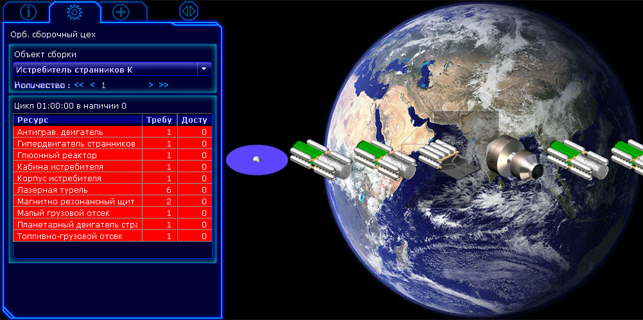 Орб. сборочный цех
Объект сборки
Истребитель странников К
Количество: << < 1 > >>
Цикл 01:00:00 в наличии 0
Ресурс Требу Досту
Антиграв. двигатель 1 0
Гипердвигатель странников 1 0
Глюонный реактор 1 0
Кабина истребителя 1 0
Корпус истребителя 1 0
Лазерная турель 6 0
Магнитно резонансный щит 2 0
Малый грузовой отсек 1 0
Планетарный двигатель стра 1 0
Топливно-грузовой отсек 1 0